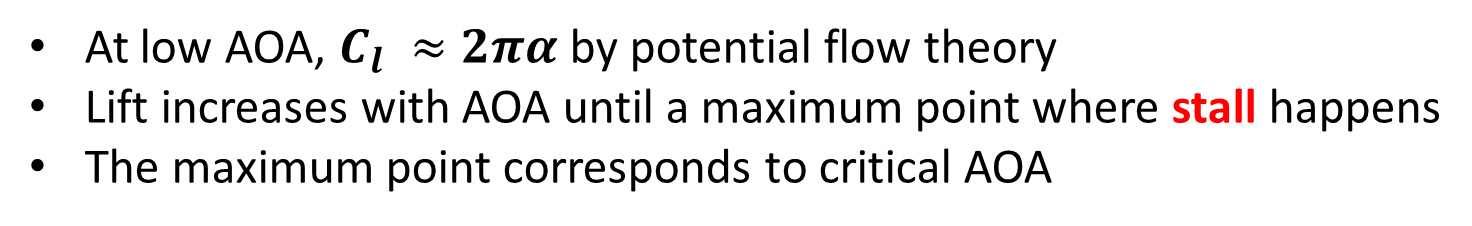 • At low AOA, 𝑪𝒍 ≈ 𝟐𝝅𝜶 by potential flow theory
• Lift increases with AOA until a maximum point where stall happens
• The maximum point corresponds to critical AOA